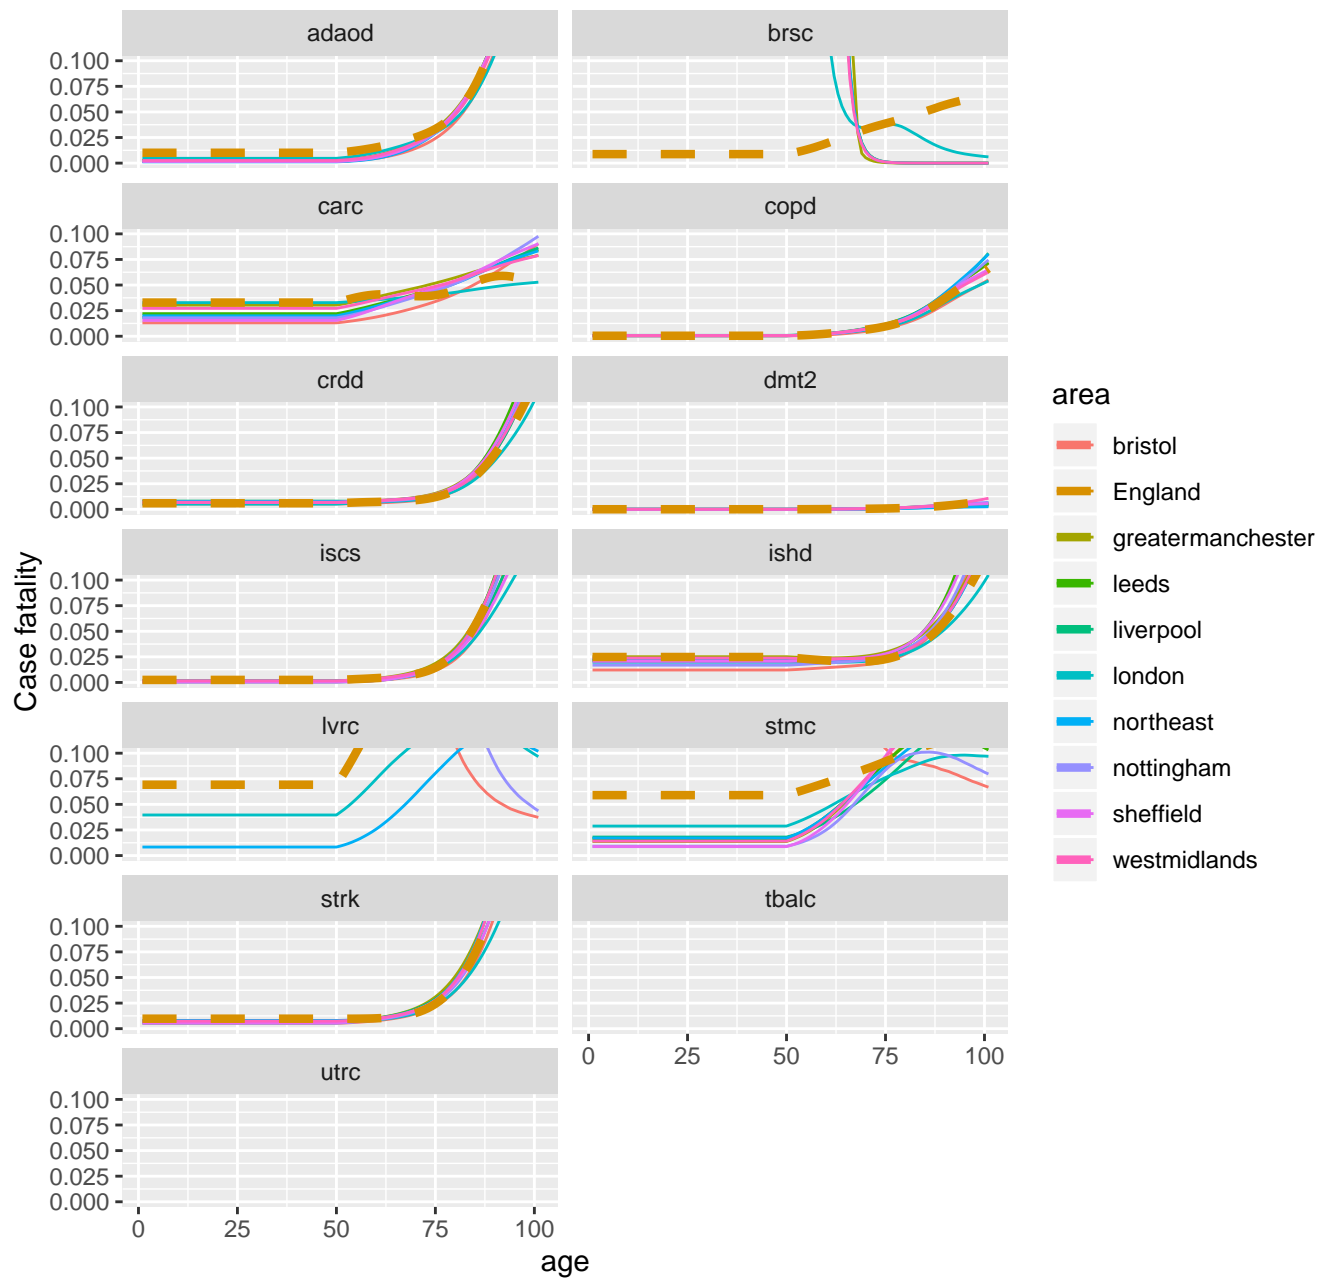 adaod
brsc
0.100
0.075
0.050
0.025
0.000
carc
copd
0.100
0.075
0.050
0.025
0.000
crdd
dmt2
0.100
0.075
0.050
0.025
0.000
iscs
ishd
0.100
0.075
0.050
0.025
0.000
lvrc
stmc
0.100
0.075
0.050
0.025
0.000
strk
tbalc
0.100
0.075
0.050
0.025
0.000
0 25 50 75 100
utrc
0.100
0.075
0.050
0.025
0.000
0 25 50 75 100
age
Case fatality
area
bristol
England
greatermanchester
leeds
liverpool
london
northeast
nottingham
sheffield
westmidlands